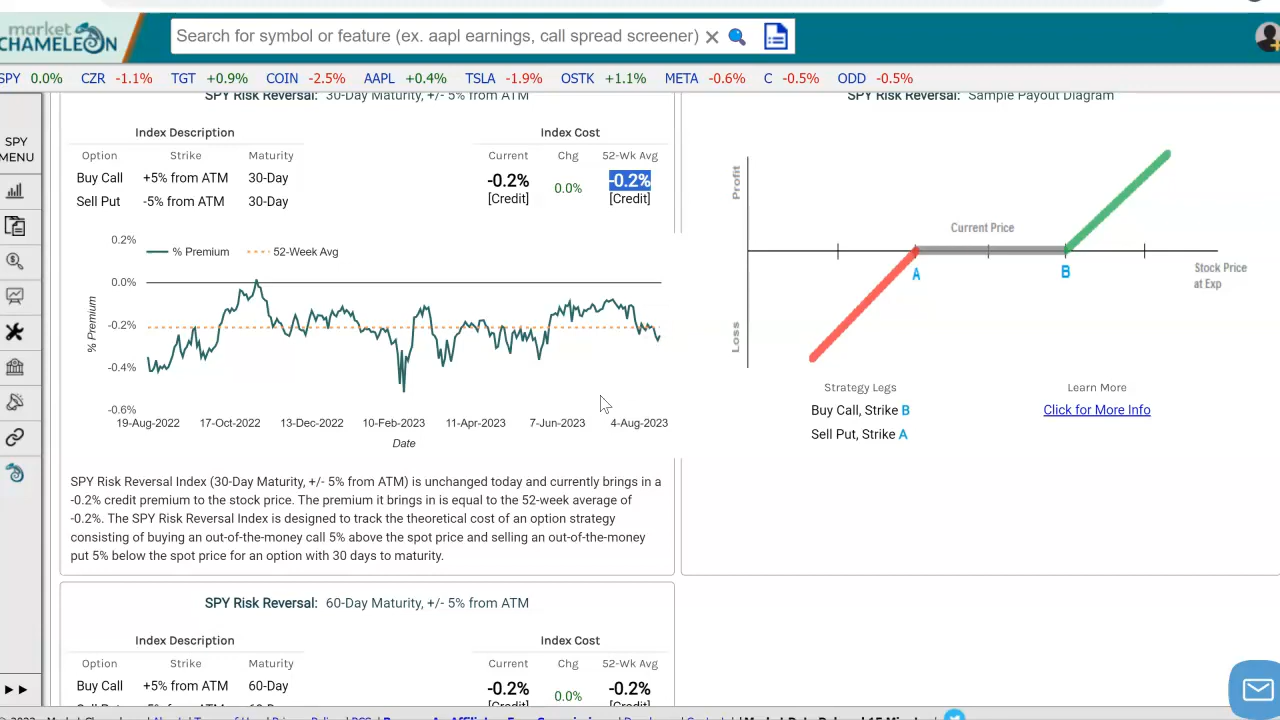 market
CHAMELEON
Search for symbol or feature (ex. aapl earnings, call spread screener)
SPY 0.0% CZR -1.1% TGT +0.9% COIN -2.5% AAPL +0.4% TSLA -1.9% OSTK +1.1% META -0.6% C -0.5% ODD -0.5%
SPY
MENU
SPY Risk Reversal: 30-Day Maturity, +/- 5% from ATM
Index Description
Index Cost
Option Strike Maturity
Current Chg 52-Wk Avg
Buy Call +5% from ATM 30-Day
Sell Put -5% from ATM 30-Day
-0.2% 0.0% -0.2%
[Credit] [Credit]
% Premium 52-Week Avg
0.2%
0.0%
-0.2%
-0.4%
-0.6%
% Premium
19-Aug-2022 17-Oct-2022 13-Dec-2022 10-Feb-2023 11-Apr-2023 7-Jun-2023 4-Aug-2023
Date
SPY Risk Reversal Index (30-Day Maturity, +/- 5% from ATM) is unchanged today and currently brings in a
-0.2% credit premium to the stock price. The premium it brings in is equal to the 52-week average of
-0.2%. The SPY Risk Reversal Index is designed to track the theoretical cost of an option strategy
consisting of buying an out-of-the-money call 5% above the spot price and selling an out-of-the-money
put 5% below the spot price for an option with 30 days to maturity.
SPY Risk Reversal: Sample Payout Diagram
Profit
Loss
Current Price
A
B
Stock Price
at Exp
Strategy Legs
Buy Call, Strike B
Sell Put, Strike A
Learn More
Click for More Info
SPY Risk Reversal: 60-Day Maturity, +/- 5% from ATM
Index Description
Index Cost
Option Strike Maturity
Current Chg 52-Wk Avg
Buy Call +5% from ATM 60-Day
-0.2% 0.0% -0.2%